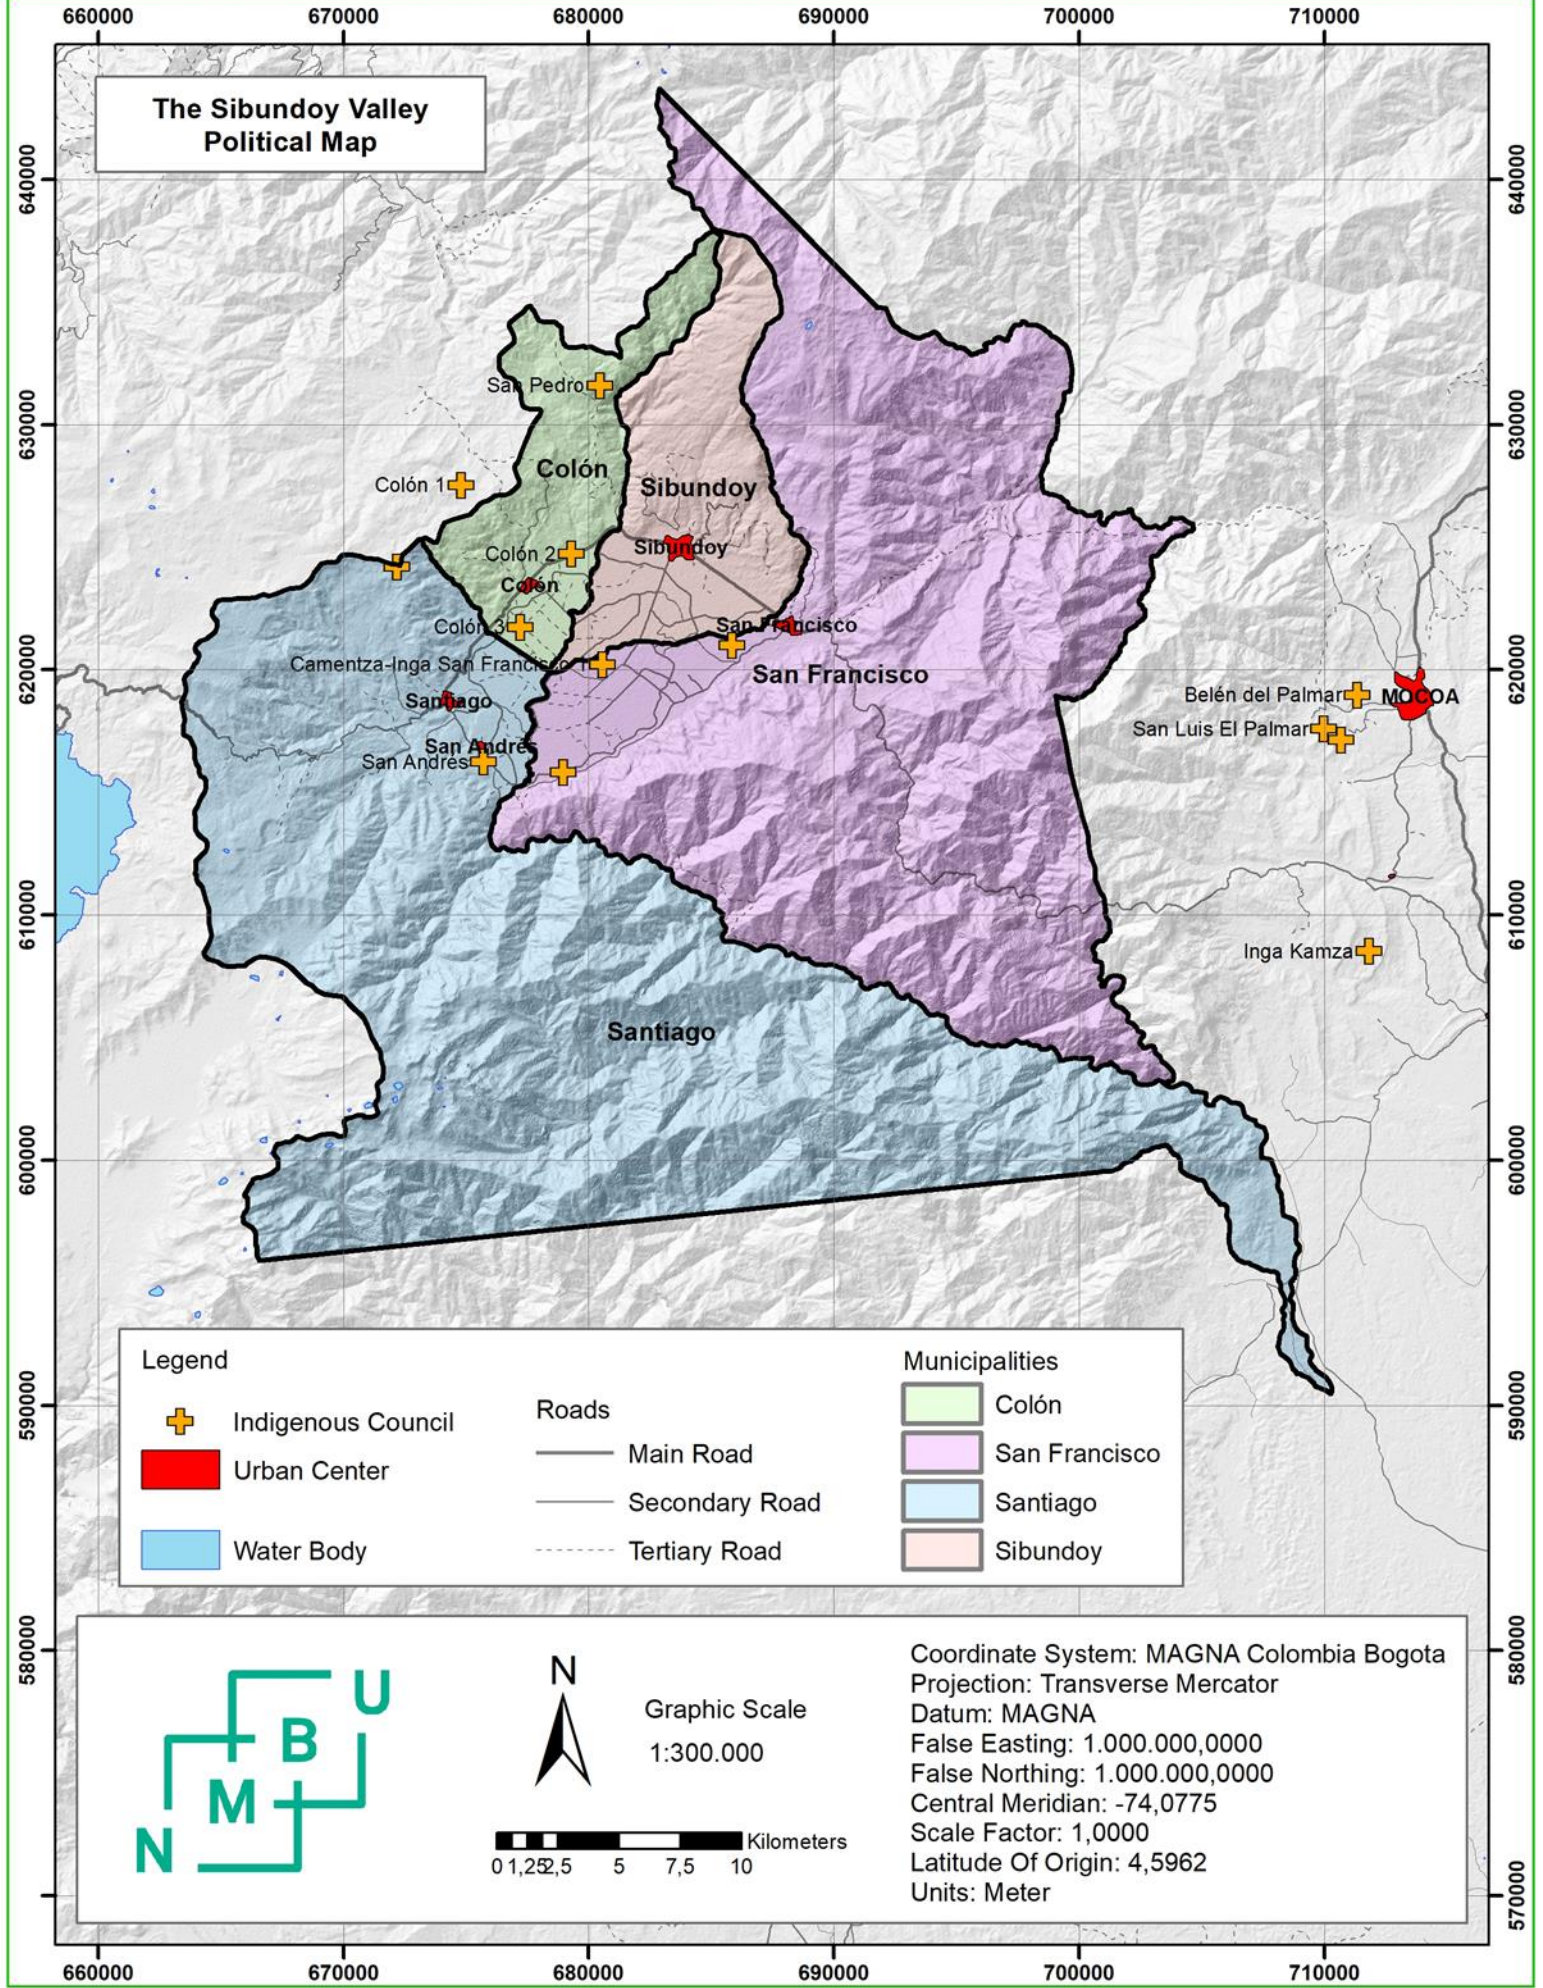 660000 670000 680000 690000 700000 710000
The Sibundoy Valley
Political Map
640000 640000
San Pedro
630000 630000
Colón
Colón 1
Sibundoy
Sibundoy
Colón 2
Colón
San Francisco
Colón 3
Camentza-Inga San Francisco
620000 620000
San Francisco
Belén del Palmar
MOCOA
Santiago
San Luis El Palmar
San Andrés
San Andrés
610000 610000
Inga Kamza
Santiago
600000 600000
590000 590000
Legend
Indigenous Council
Urban Center
Water Body
Roads
Main Road
Secondary Road
Tertiary Road
Municipalities
Colón
San Francisco
Santiago
Sibundoy
580000 580000
N M B U
N
Graphic Scale
1:300.000
Kilometers
0 1,25 2,5 5 7,5 10
Coordinate System: MAGNA Colombia Bogota
Projection: Transverse Mercator
Datum: MAGNA
False Easting: 1.000.000,0000
False Northing: 1.000.000,0000
Central Meridian: -74,0775
Scale Factor: 1,0000
Latitude Of Origin: 4,5962
Units: Meter
570000
660000 670000 680000 690000 700000 710000